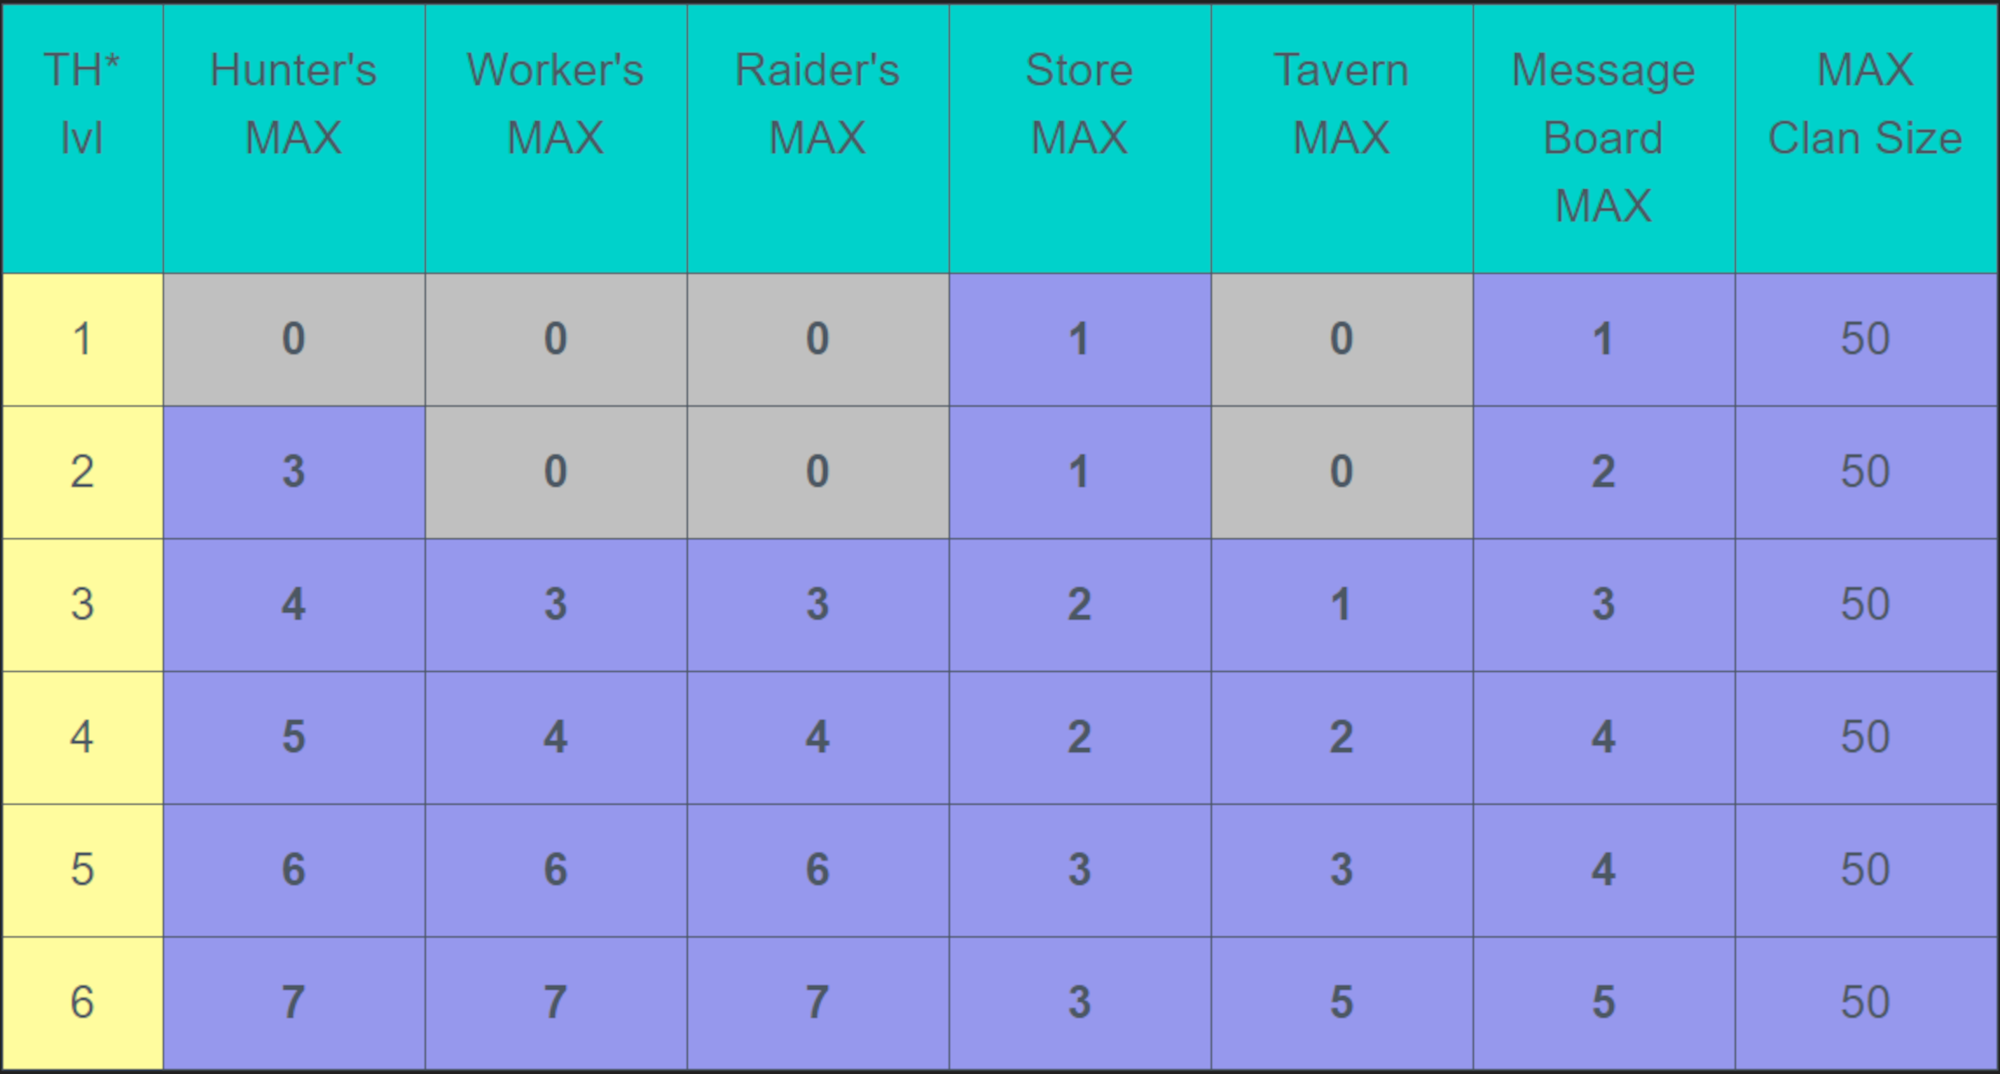 TH* lvl Hunter's MAX Worker's MAX Raider's MAX Store MAX Tavern MAX Message Board MAX MAX Clan Size
1 0 0 0 1 0 1 50
2 3 0 0 1 0 2 50
3 4 3 3 2 1 3 50
4 5 4 4 2 2 4 50
5 6 6 6 3 3 4 50
6 7 7 7 3 5 5 50